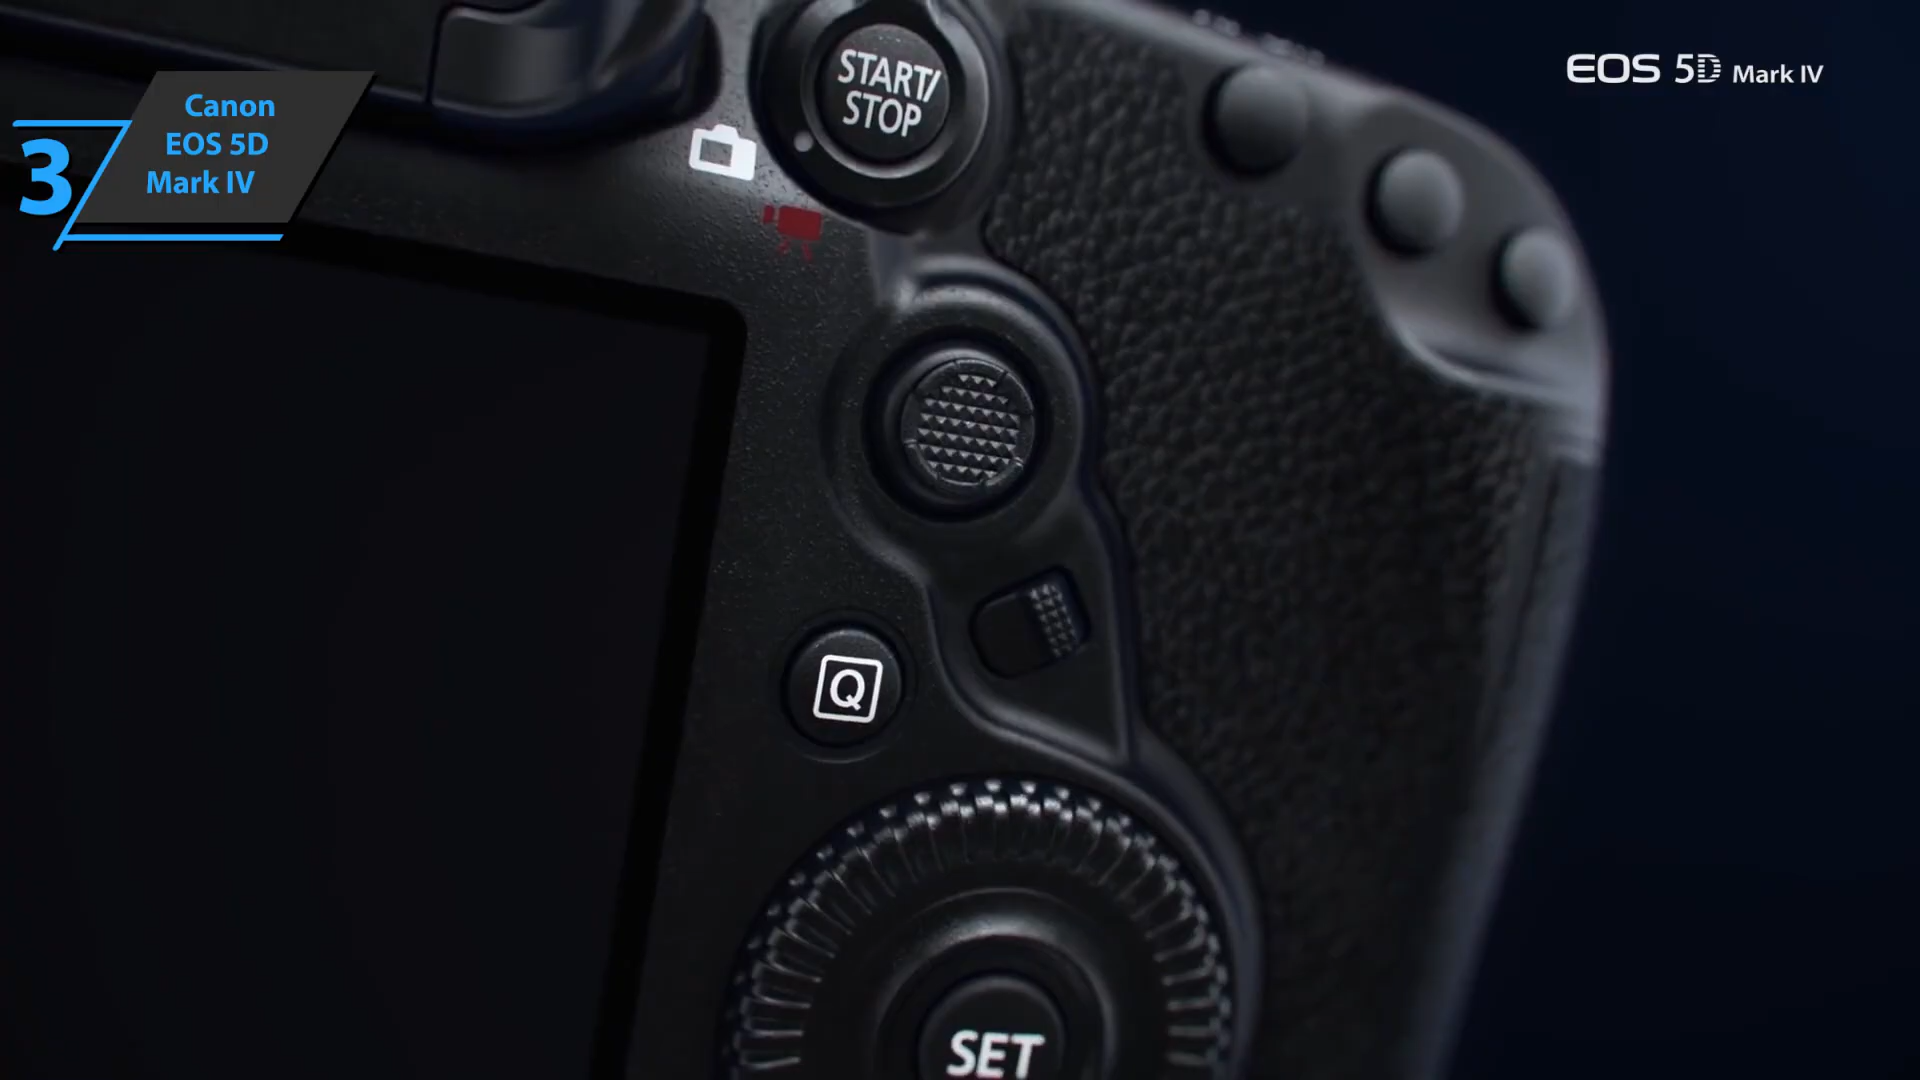 3
Canon
EOS 5D
Mark IV
EOS 5D Mark IV
START/
STOP
Q
SET